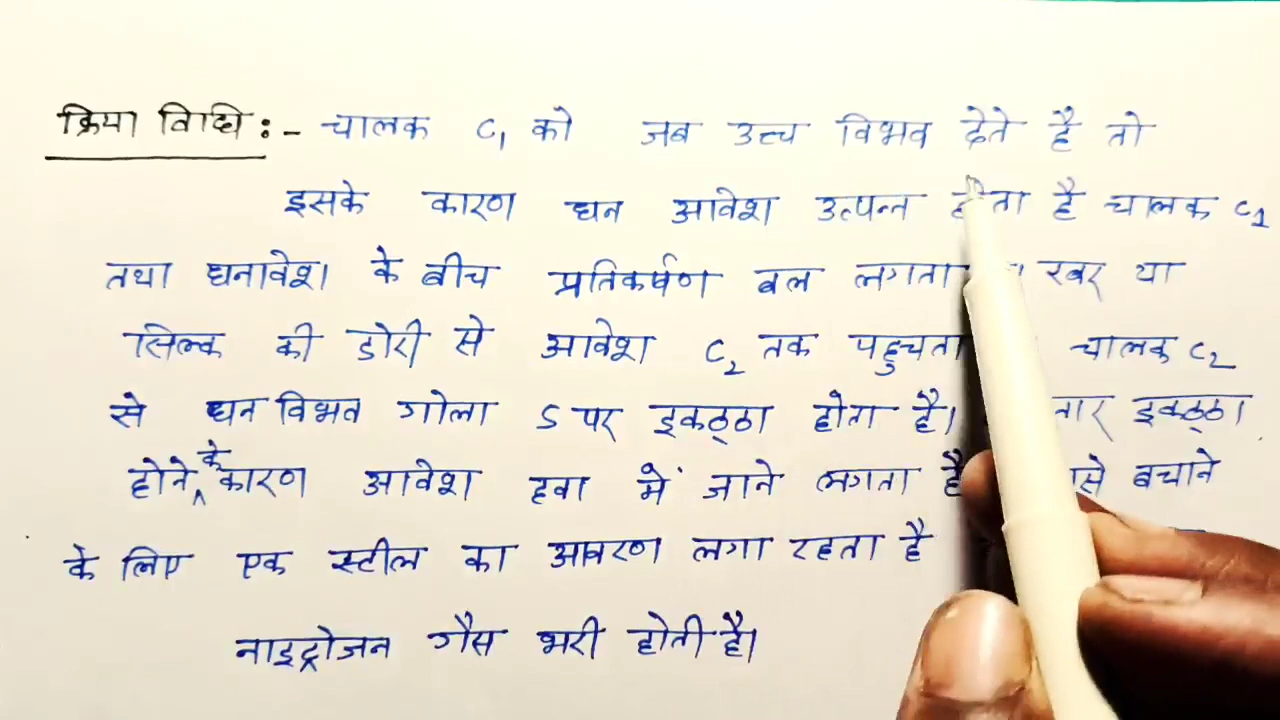 क्रिया विधि :- चालक C₁ को जब उच्च विभव देते है तो
इसके कारण धन आवेश उत्पन्न होता है चालक C₁
तथा धनावेश के बीच प्रतिकर्षण बल लगता रबर या
सिल्क की डोरी से आवेश C₂ तक पहुचता चालक C₂
से धन विभव गोला S पर इकठ्ठा होता है। इकठ्ठा
होने के कारण आवेश हवा में जाने लगता है बचाने
के लिए एक स्टील का आवरण लगा रहता है
नाइट्रोजन गैस भरी होती है।